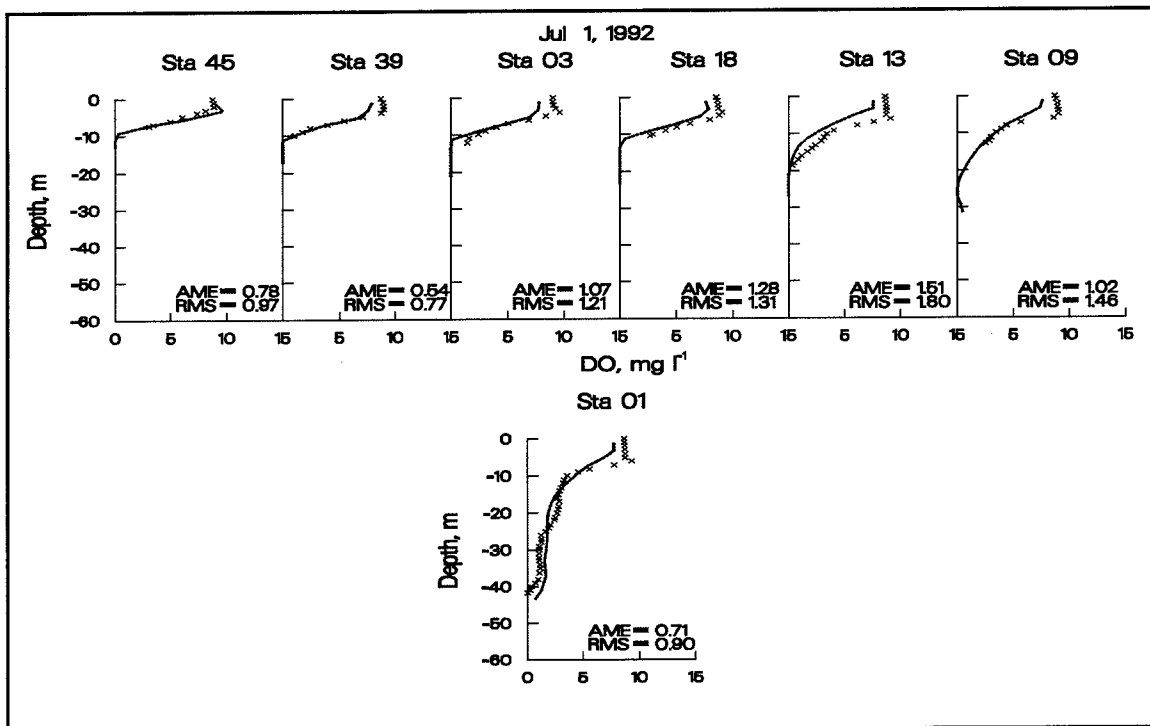 Jul 1, 1992
Sta 45 Sta 39 Sta 03 Sta 18 Sta 13 Sta 09
0
-10
-20
-30
-40
-50
-60
Depth, m
AME = 0.78
RMS = 0.97
AME = 0.54
RMS = 0.77
AME = 1.07
RMS = 1.21
AME = 1.28
RMS = 1.31
AME = 1.51
RMS = 1.80
AME = 1.02
RMS = 1.46
0 5 10 15 5 10 15 5 10 15 5 10 15 5 10 15 5 10 15
DO, mg l⁻¹
Sta 01
0
-10
-20
-30
-40
-50
-60
Depth, m
AME = 0.71
RMS = 0.90
0 5 10 15